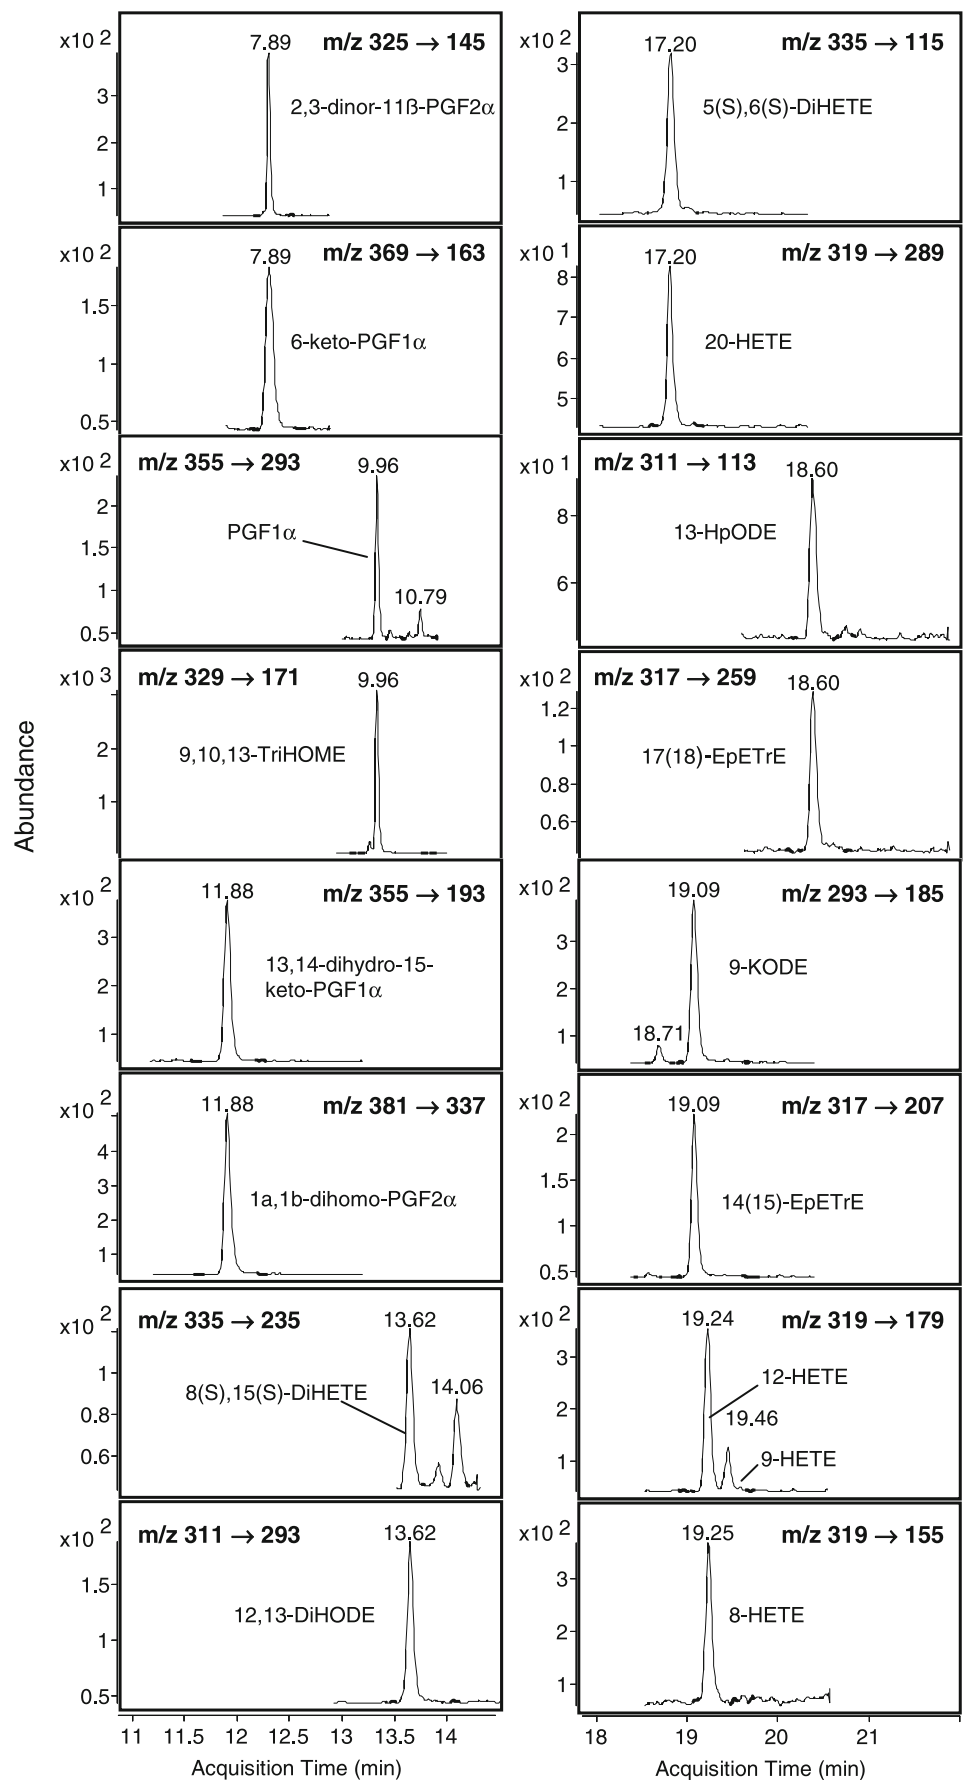 Abundance
x10 2
7.89
m/z 325 → 145
2,3-dinor-11ß-PGF2α
3
2
1
x10 2
7.89
m/z 369 → 163
6-keto-PGF1α
1.5
1
0.5
x10 2
m/z 355 → 293
9.96
PGF1α
10.79
2
1.5
1
0.5
x10 3
m/z 329 → 171
9.96
9,10,13-TriHOME
2
1
x10 2
11.88
m/z 355 → 193
13,14-dihydro-15-
keto-PGF1α
3
2
1
x10 2
11.88
m/z 381 → 337
1a,1b-dihomo-PGF2α
4
3
2
1
x10 2
m/z 335 → 235
13.62
8(S),15(S)-DiHETE
14.06
1
0.8
0.6
x10 2
m/z 311 → 293
13.62
12,13-DiHODE
1.5
1
0.5
11 11.5 12 12.5 13 13.5 14
Acquisition Time (min)
x10 2
17.20
m/z 335 → 115
5(S),6(S)-DiHETE
3
2
1
x10 1
17.20
m/z 319 → 289
20-HETE
8
7
6
5
x10 1
m/z 311 → 113
18.60
13-HpODE
8
6
x10 2
m/z 317 → 259
18.60
17(18)-EpETrE
1.2
1
0.8
0.6
x10 2
19.09
m/z 293 → 185
9-KODE
18.71
3
2
1
x10 2
19.09
m/z 317 → 207
14(15)-EpETrE
2
1.5
1
0.5
x10 2
19.24
m/z 319 → 179
12-HETE
19.46
9-HETE
3
2
1
x10 2
19.25
m/z 319 → 155
8-HETE
3
2
1
18 19 20 21
Acquisition Time (min)